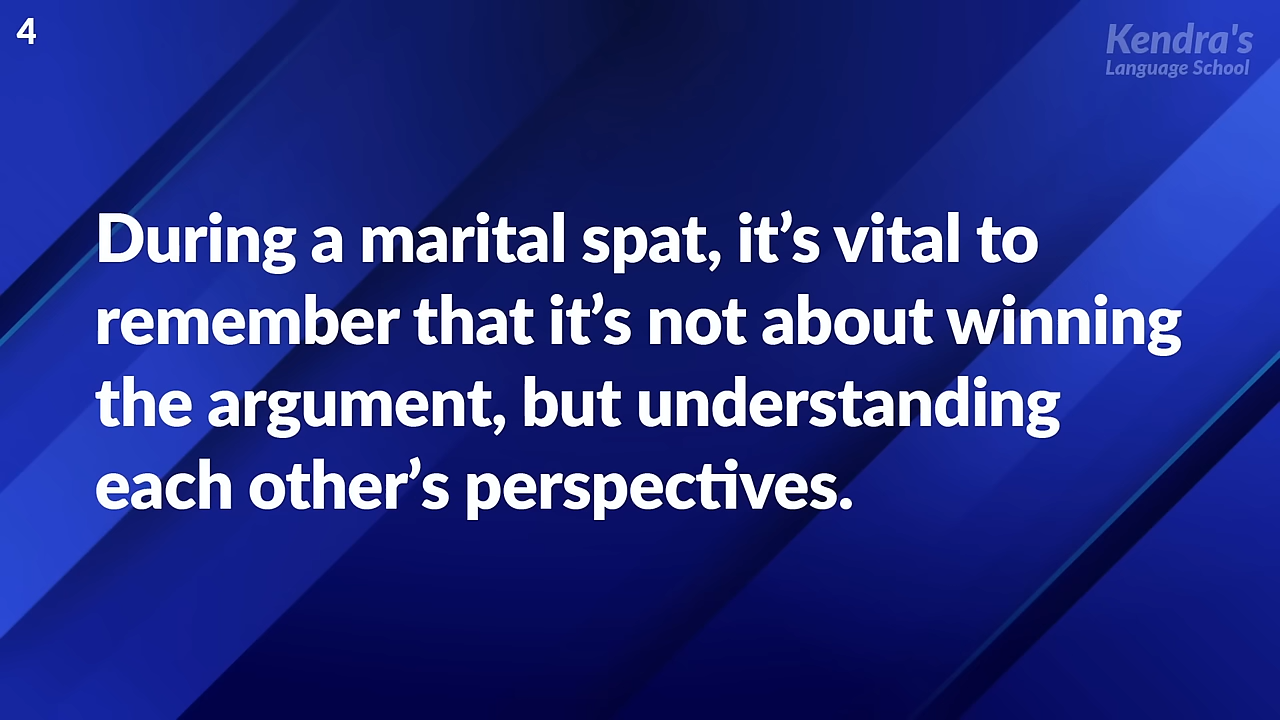 4
Kendra's
Language School
During a marital spat, it’s vital to
remember that it’s not about winning
the argument, but understanding
each other’s perspectives.